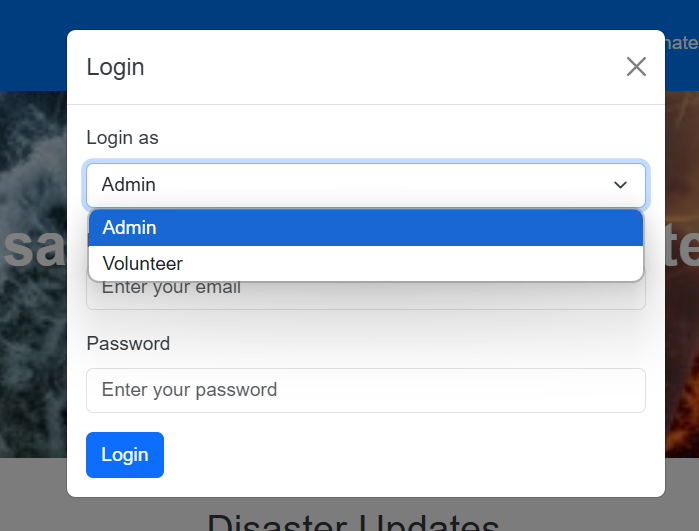 Login
Login as
Admin
Admin
Volunteer
Enter your email
Password
Enter your password
Login
Disaster Updates